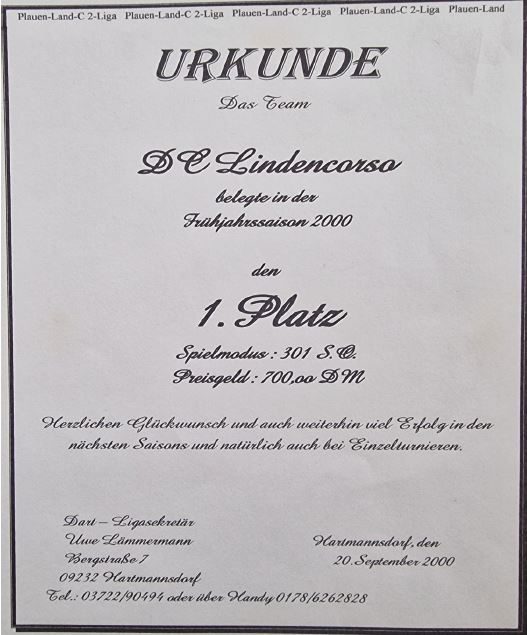 Plauen-Land-C 2-Liga Plauen-Land-C 2-Liga Plauen-Land-C 2-Liga Plauen-Land-C 2-Liga Plauen-Land
URKUNDE
Das Team
DC Lindencorso
belegte in der
Frühjahrssaison 2000
den
1. Platz
Spielmodus : 301 S.O.
Preisgeld : 700,oo DM
Herzlichen Glückwunsch und auch weiterhin viel Erfolg in den
nächsten Saisons und natürlich auch bei Einzelturnieren.
Dart – Ligasekretär
Uwe Lämmermann
Bergstraße 7
09232 Hartmannsdorf
Tel.: 03722/90494 oder über Handy 0178/6262828
Hartmannsdorf, den
20. September 2000